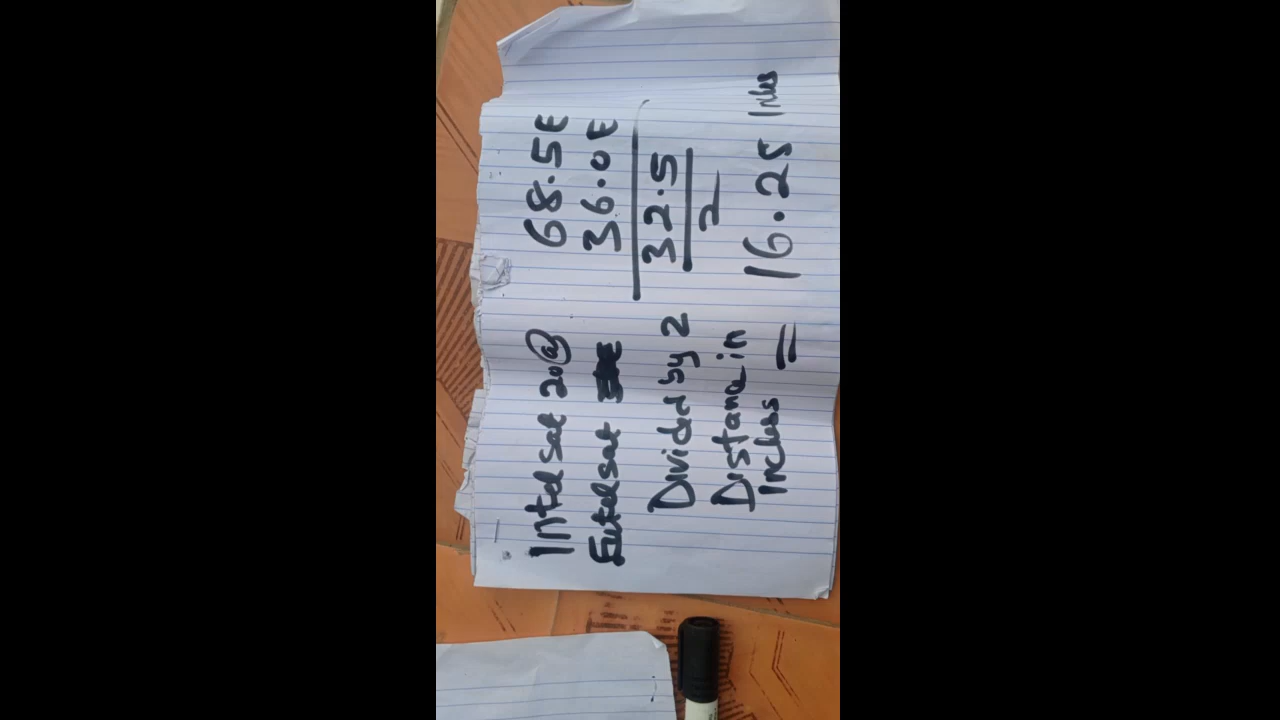 Intelsat 20@ 68.5E
Eutelsat 36.0E
32.5
Divided by 2 2
Distance in
Inches = 16.25 Inches